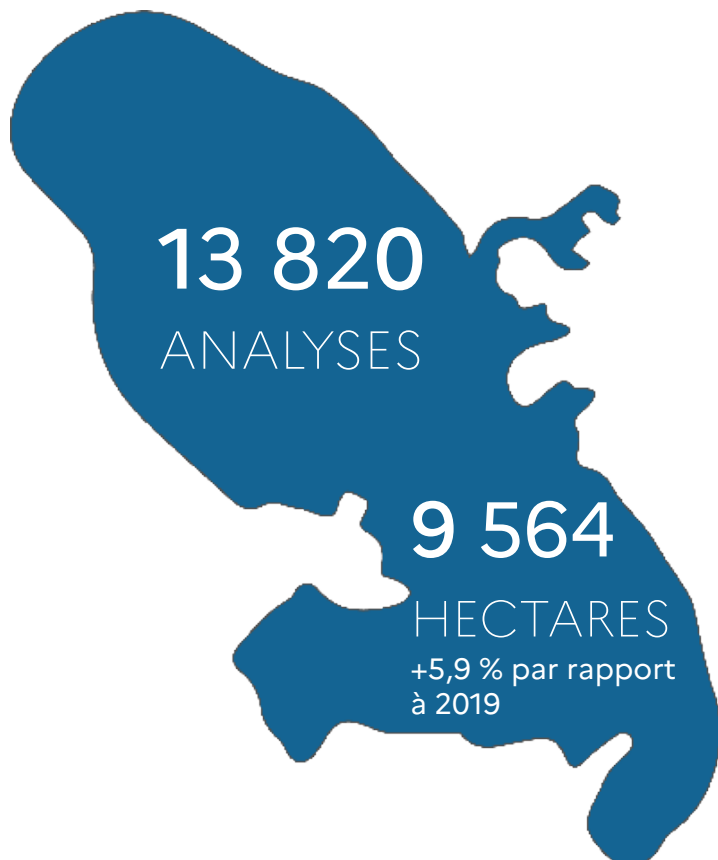 13 820
ANALYSES
9 564
HECTARES
+5,9 % par rapport
à 2019